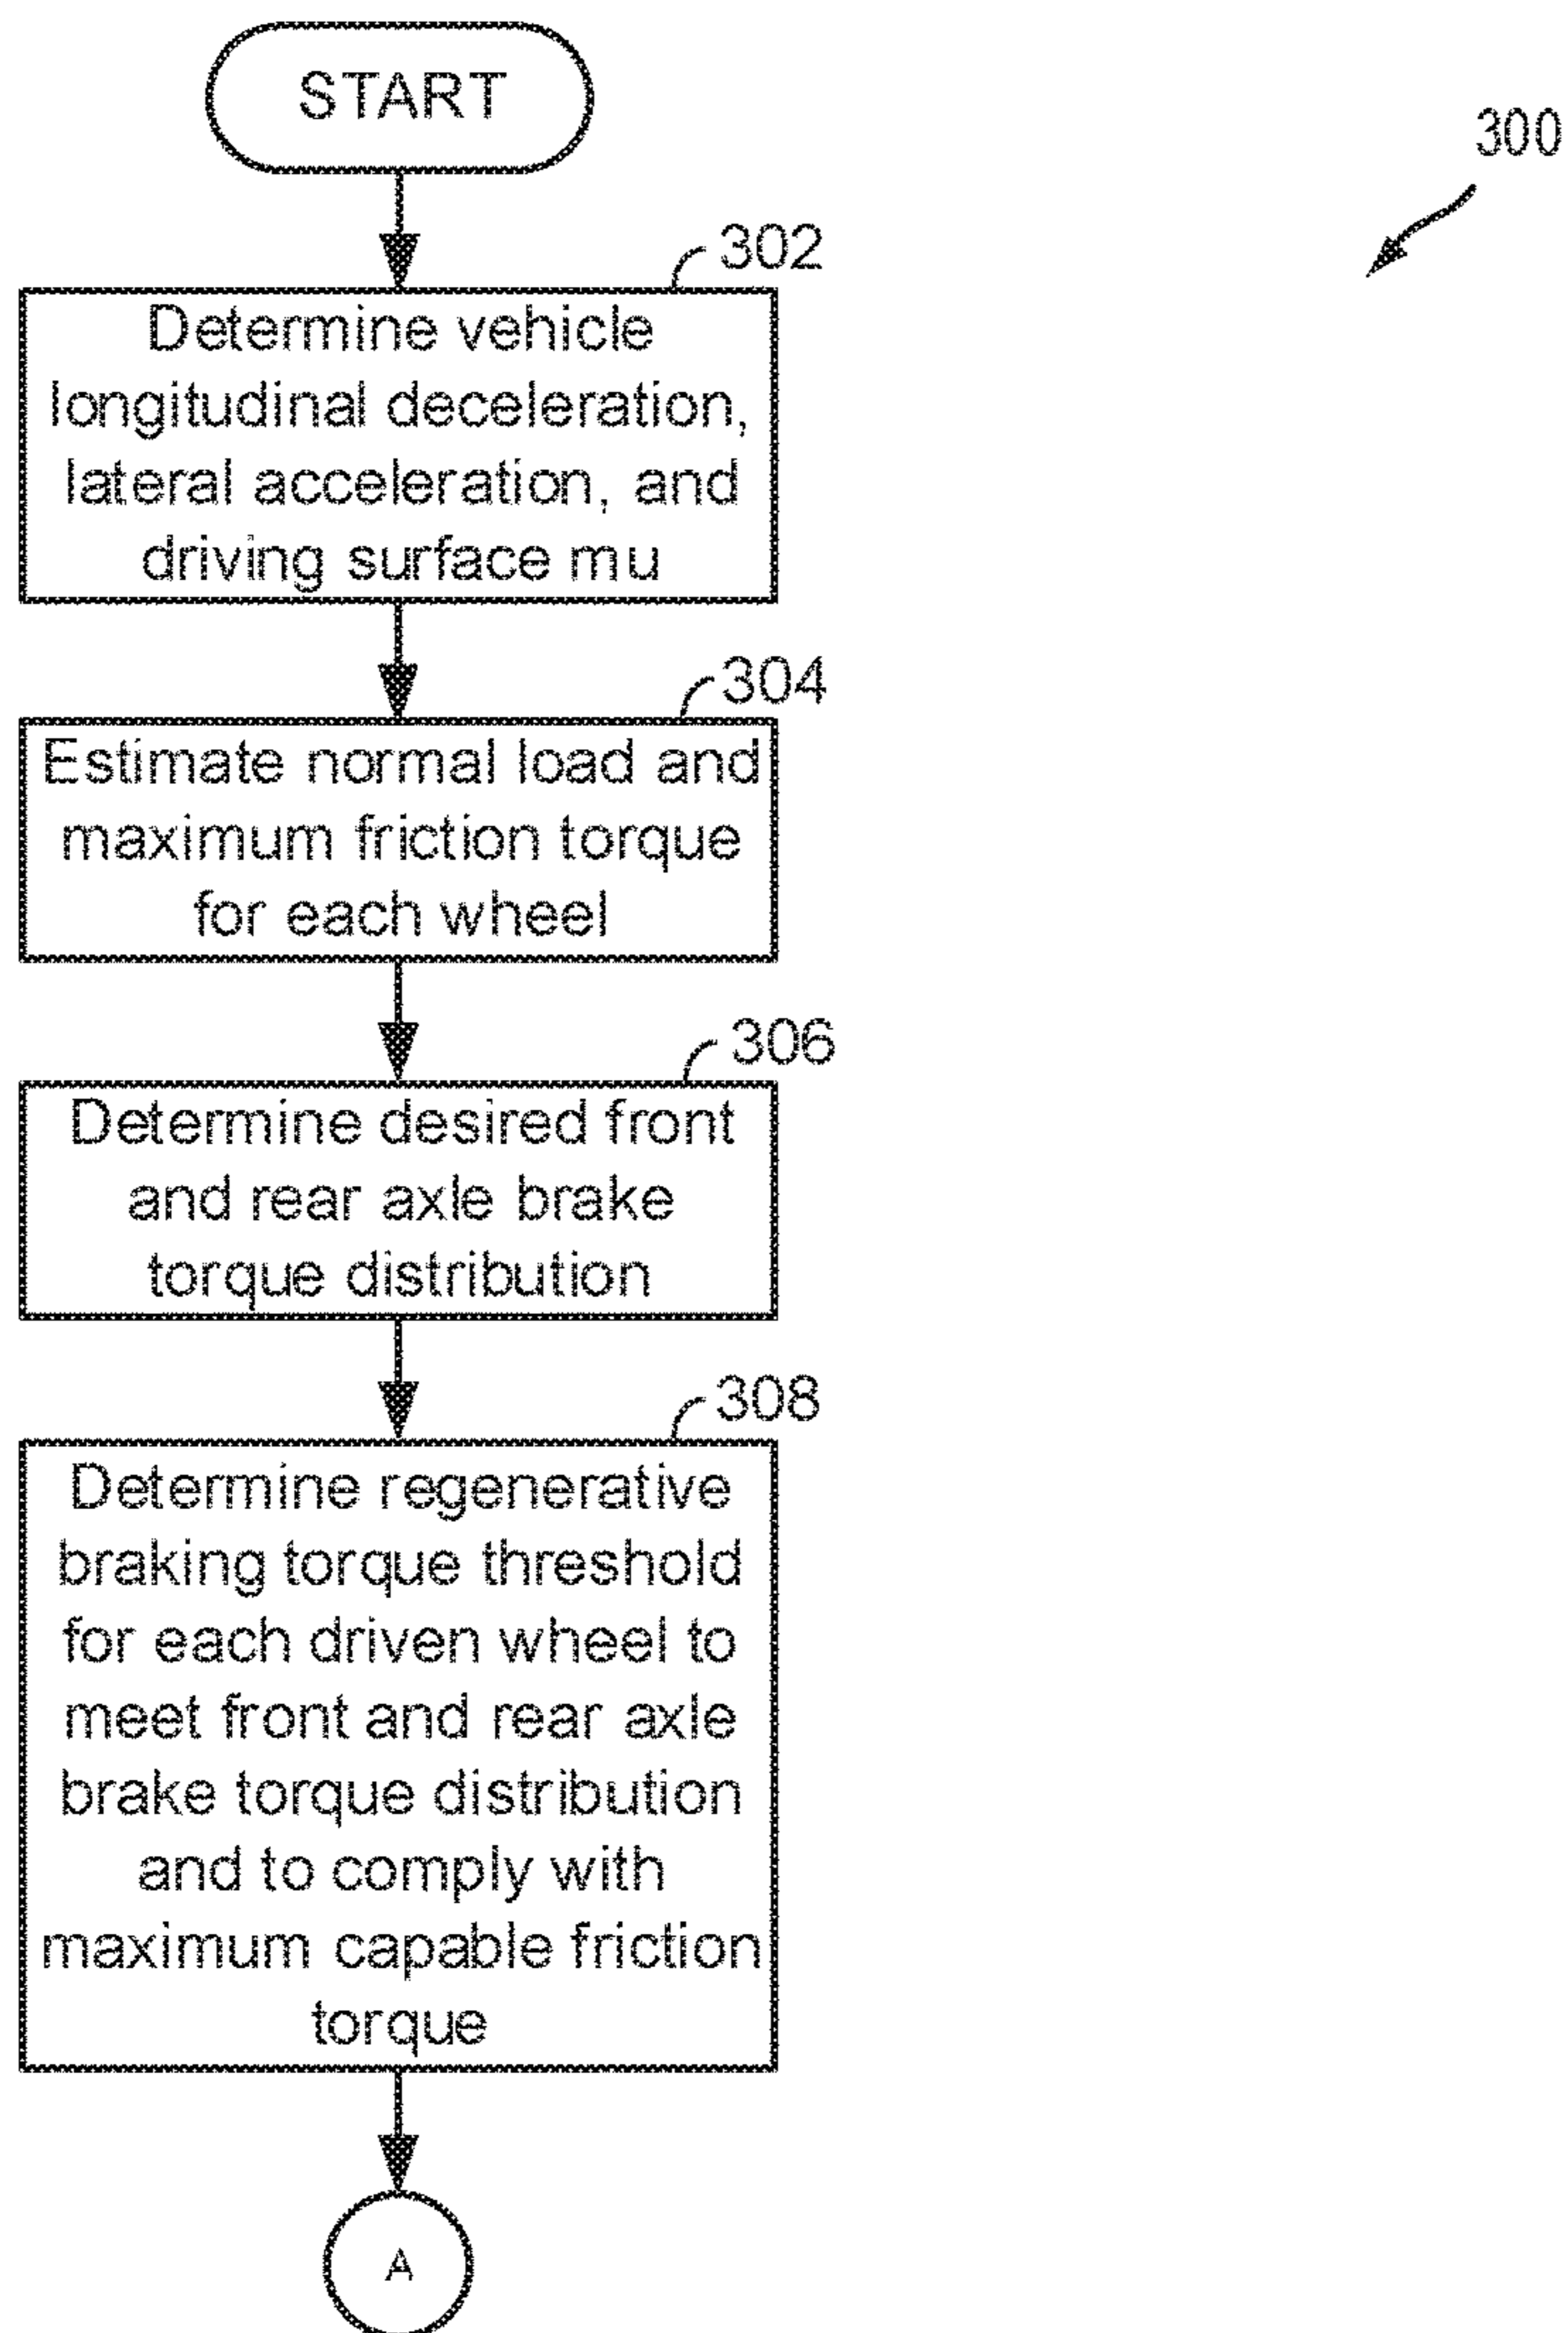 START
300
302
Determine vehicle
longitudinal deceleration,
lateral acceleration, and
driving surface mu
304
Estimate normal load and
maximum friction torque
for each wheel
306
Determine desired front
and rear axle brake
torque distribution
308
Determine regenerative
braking torque threshold
for each driven wheel to
meet front and rear axle
brake torque distribution
and to comply with
maximum capable friction
torque
A